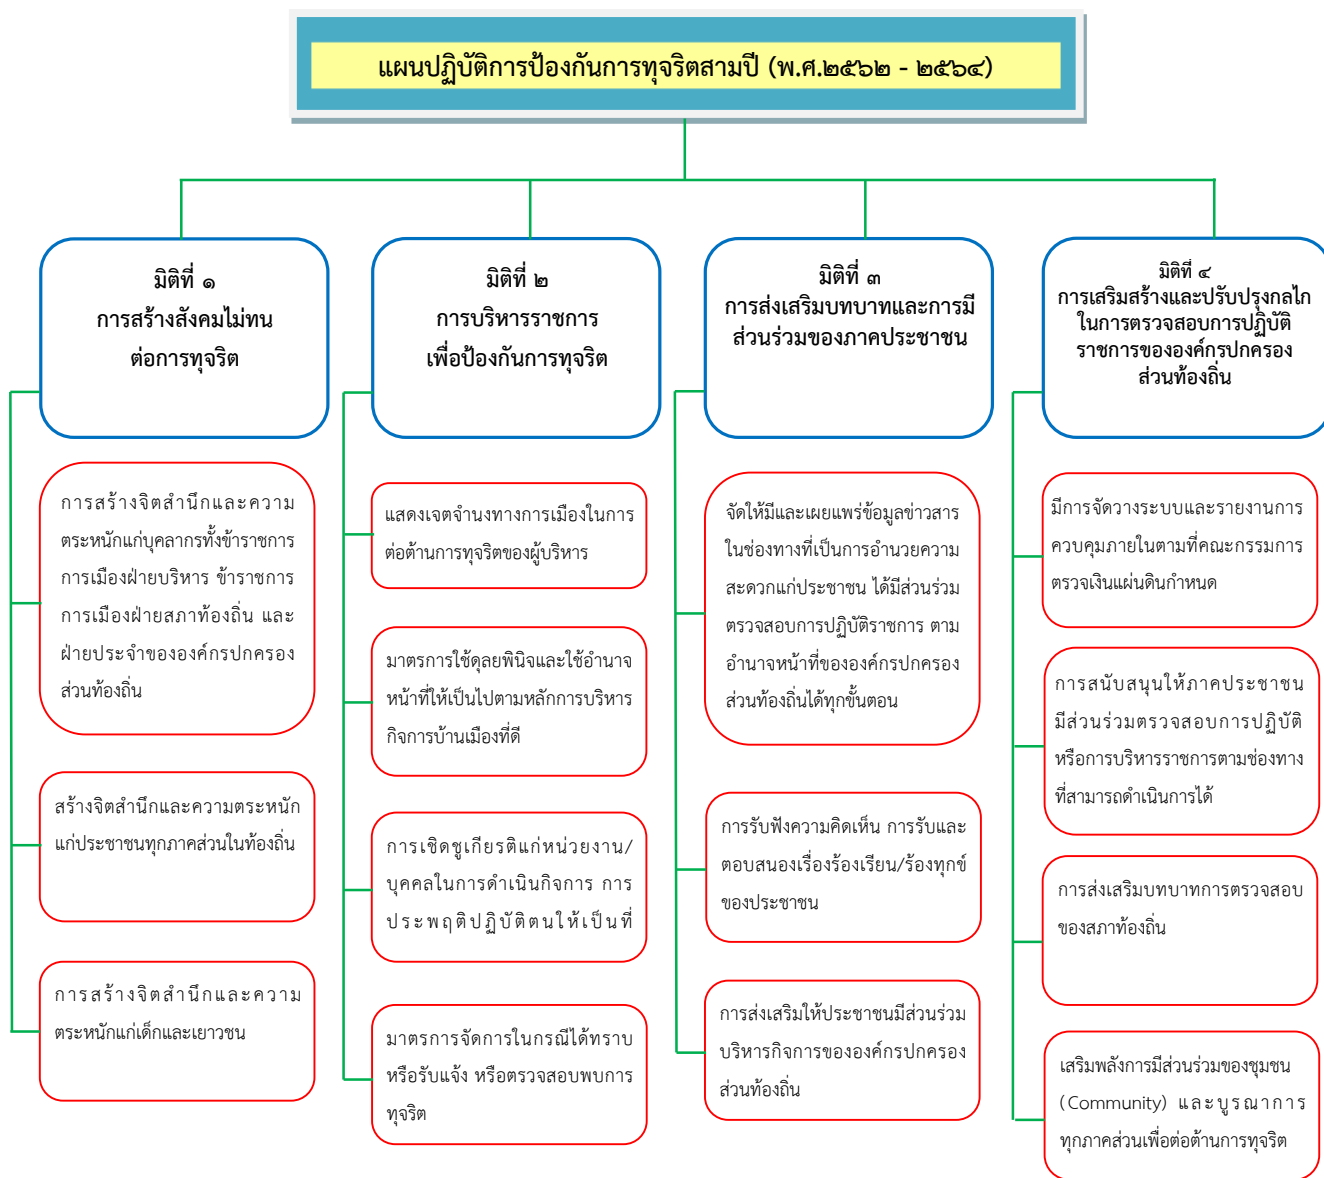 แผนปฏิบัติการป้องกันการทุจริตสามปี (พ.ศ.๒๕๖๒ - ๒๕๖๔)
มิติที่ ๑
การสร้างสังคมไม่ทน
ต่อการทุจริต
การสร้างจิตสำนึกและความ
ตระหนักแก่บุคลากรทั้งข้าราชการ
การเมืองฝ่ายบริหาร ข้าราชการ
การเมืองฝ่ายสภาท้องถิ่น และ
ฝ่ายประจำขององค์กรปกครอง
ส่วนท้องถิ่น
สร้างจิตสำนึกและความตระหนัก
แก่ประชาชนทุกภาคส่วนในท้องถิ่น
การสร้างจิตสำนึกและความ
ตระหนักแก่เด็กและเยาวชน
มิติที่ ๒
การบริหารราชการ
เพื่อป้องกันการทุจริต
แสดงเจตจำนงทางการเมืองในการ
ต่อต้านการทุจริตของผู้บริหาร
มาตรการใช้ดุลยพินิจและใช้อำนาจ
หน้าที่ให้เป็นไปตามหลักการบริหาร
กิจการบ้านเมืองที่ดี
การเชิดชูเกียรติแก่หน่วยงาน/
บุคคลในการดำเนินกิจการ การ
ประพฤติปฏิบัติตนให้เป็นที่
มาตรการจัดการในกรณีได้ทราบ
หรือรับแจ้ง หรือตรวจสอบพบการ
ทุจริต
มิติที่ ๓
การส่งเสริมบทบาทและการมี
ส่วนร่วมของภาคประชาชน
จัดให้มีและเผยแพร่ข้อมูลข่าวสาร
ในช่องทางที่เป็นการอำนวยความ
สะดวกแก่ประชาชน ได้มีส่วนร่วม
ตรวจสอบการปฏิบัติราชการ ตาม
อำนาจหน้าที่ขององค์กรปกครอง
ส่วนท้องถิ่นได้ทุกขั้นตอน
การรับฟังความคิดเห็น การรับและ
ตอบสนองเรื่องร้องเรียน/ร้องทุกข์
ของประชาชน
การส่งเสริมให้ประชาชนมีส่วนร่วม
บริหารกิจการขององค์กรปกครอง
ส่วนท้องถิ่น
มิติที่ ๔
การเสริมสร้างและปรับปรุงกลไก
ในการตรวจสอบการปฏิบัติ
ราชการขององค์กรปกครอง
ส่วนท้องถิ่น
มีการจัดวางระบบและรายงานการ
ควบคุมภายในตามที่คณะกรรมการ
ตรวจเงินแผ่นดินกำหนด
การสนับสนุนให้ภาคประชาชน
มีส่วนร่วมตรวจสอบการปฏิบัติ
หรือการบริหารราชการตามช่องทาง
ที่สามารถดำเนินการได้
การส่งเสริมบทบาทการตรวจสอบ
ของสภาท้องถิ่น
เสริมพลังการมีส่วนร่วมของชุมชน
(Community) และบูรณาการ
ทุกภาคส่วนเพื่อต่อต้านการทุจริต